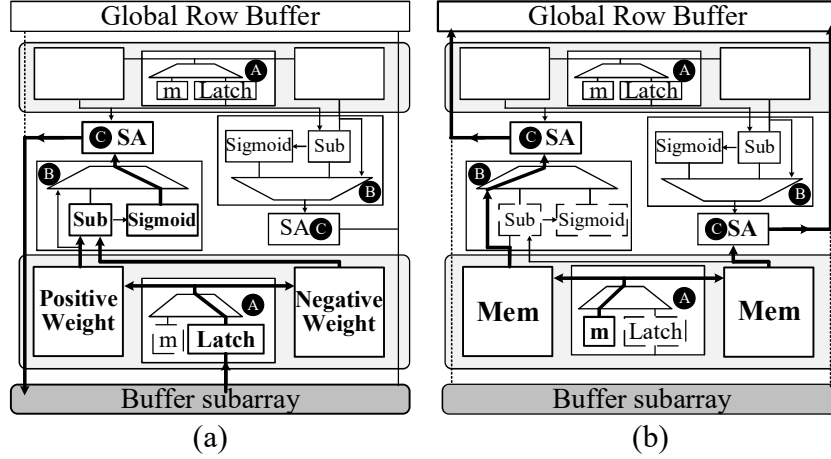 Global Row Buffer
A
m Latch
C SA
Sigmoid Sub
B
B
Sub Sigmoid
SA C
Positive
Weight
A
m Latch
Negative
Weight
Buffer subarray
(a)
Global Row Buffer
A
m Latch
C SA
Sigmoid Sub
B
B
Sub Sigmoid
C SA
Mem
A
m Latch
Mem
Buffer subarray
(b)